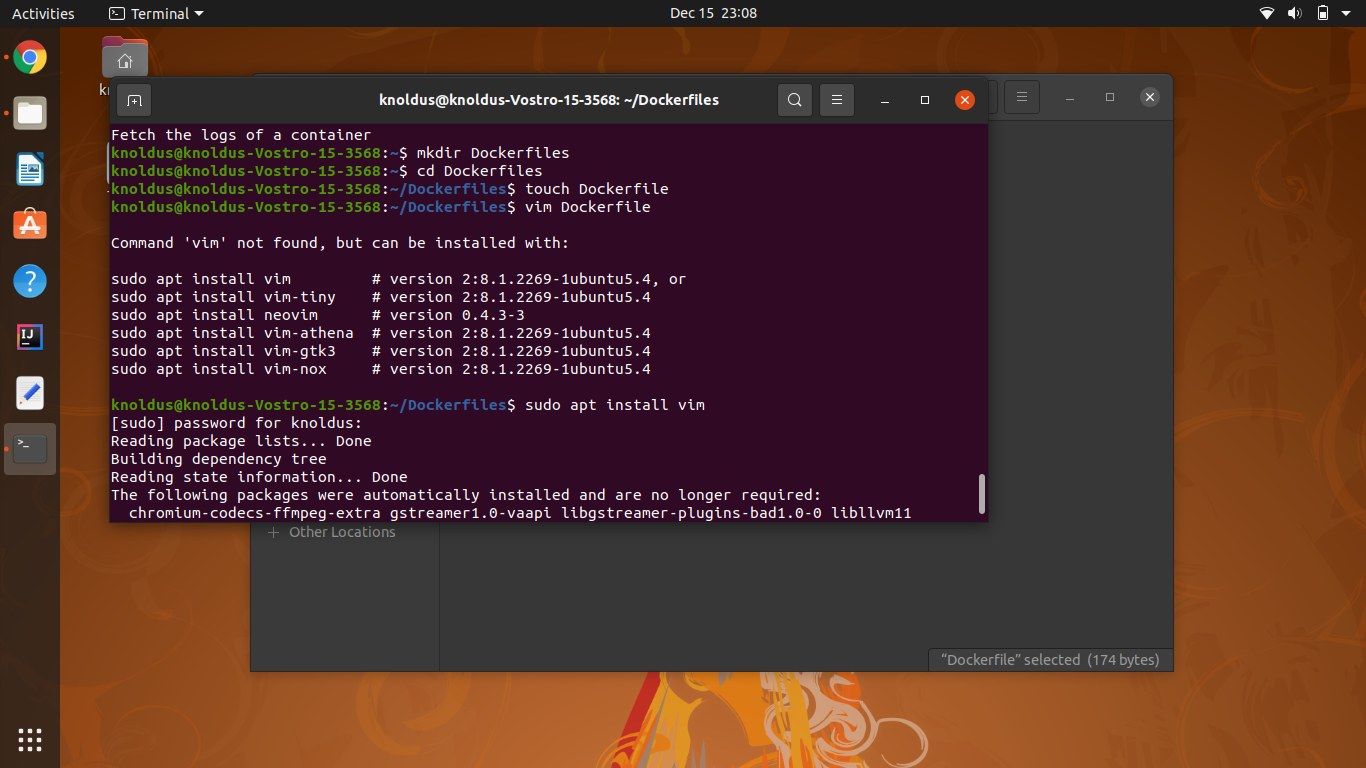 Activities
Terminal
Dec 15 23:08
knoldus@knoldus-Vostro-15-3568: ~/Dockerfiles
Fetch the logs of a container
knoldus@knoldus-Vostro-15-3568:~$ mkdir Dockerfiles
knoldus@knoldus-Vostro-15-3568:~$ cd Dockerfiles
knoldus@knoldus-Vostro-15-3568:~/Dockerfiles$ touch Dockerfile
knoldus@knoldus-Vostro-15-3568:~/Dockerfiles$ vim Dockerfile
Command 'vim' not found, but can be installed with:
sudo apt install vim         # version 2:8.1.2269-1ubuntu5.4, or
sudo apt install vim-tiny    # version 2:8.1.2269-1ubuntu5.4
sudo apt install neovim      # version 0.4.3-3
sudo apt install vim-athena  # version 2:8.1.2269-1ubuntu5.4
sudo apt install vim-gtk3    # version 2:8.1.2269-1ubuntu5.4
sudo apt install vim-nox     # version 2:8.1.2269-1ubuntu5.4
knoldus@knoldus-Vostro-15-3568:~/Dockerfiles$ sudo apt install vim
[sudo] password for knoldus:
Reading package lists... Done
Building dependency tree
Reading state information... Done
The following packages were automatically installed and are no longer required:
  chromium-codecs-ffmpeg-extra gstreamer1.0-vaapi libgstreamer-plugins-bad1.0-0 libllvm11
Other Locations
“Dockerfile” selected (174 bytes)